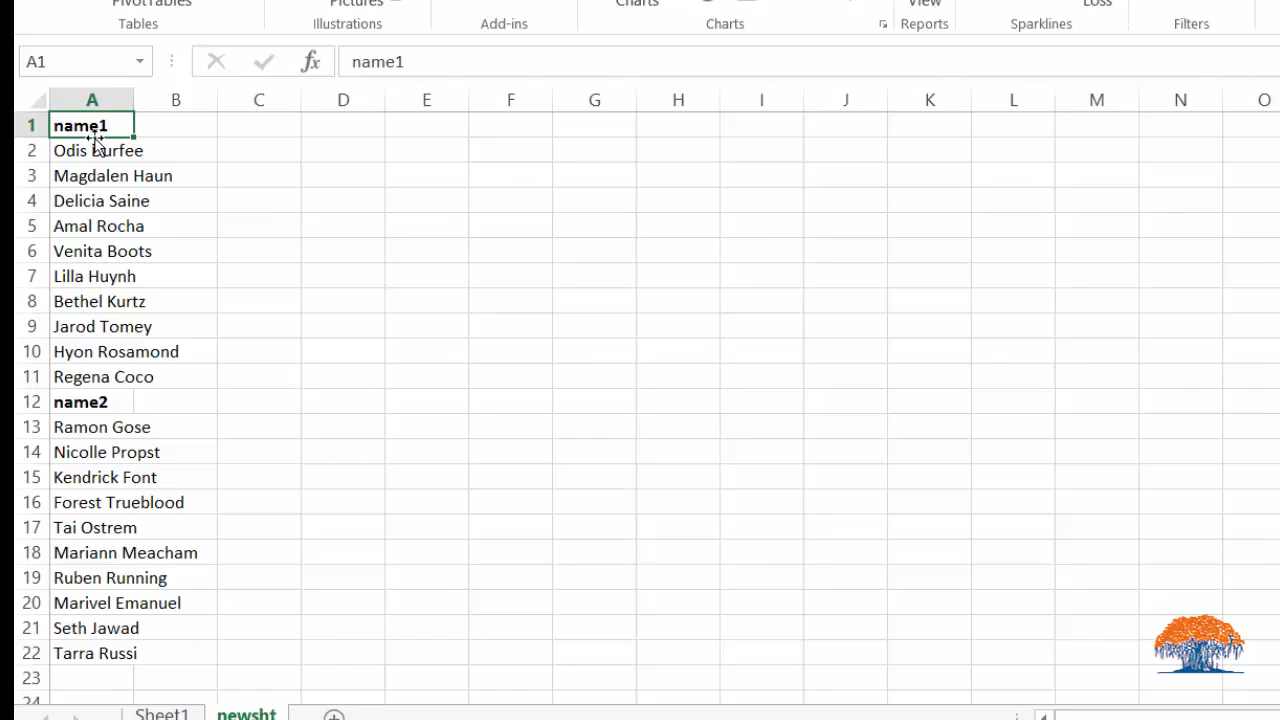 PivotTables Pictures Charts View Loss
Tables Illustrations Add-ins Charts Reports Sparklines Filters
A1 fx name1
A B C D E F G H I J K L M N O
1 name1
2 Odis
3 Magdalen Haun
4 Delicia Saine
5 Amal Rocha
6 Venita Boots
7 Lilla Huynh
8 Bethel Kurtz
9 Jarod Tomey
10 Hyon Rosamond
11 Regena Coco
12 name2
13 Ramon Gose
14 Nicolle Propst
15 Kendrick Font
16 Forest Trueblood
17 Tai Ostrem
18 Mariann Meacham
19 Ruben Running
20 Marivel Emanuel
21 Seth Jawad
22 Tarra Russi
23
24
Sheet1 newsht